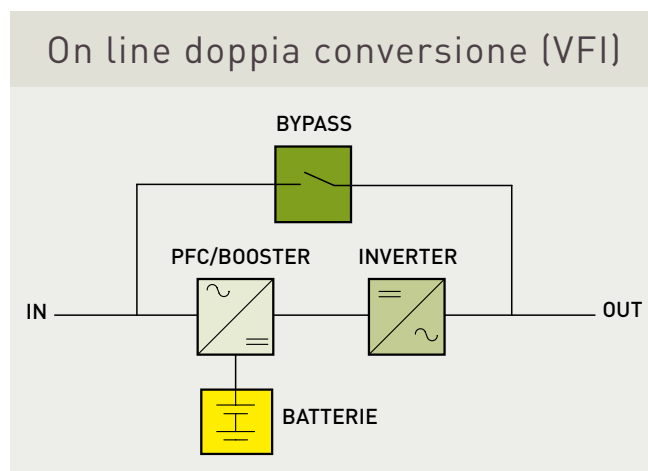 On line doppia conversione (VFI)
BYPASS
PFC/BOOSTER
INVERTER
IN
OUT
BATTERIE